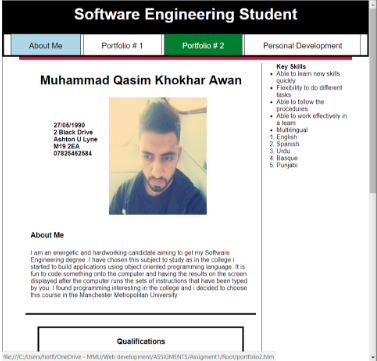 Software Engineering Student
About Me
Portfolio # 1
Portfolio # 2
Personal Development
Muhammad Qasim Khokhar Awan
27/05/1990
2 Black Drive
Ashton U Lyne
M19 2EA
07825462584
Key Skills
Able to learn new skills
quickly
Flexibility to do different
tasks
Able to follow the
procedures
Able to work effectively in
a team
Multilingual
1. English
2. Spanish
3. Urdu
4. Basque
5. Punjabi
About Me
I am an energetic and hardworking candidate aiming to get my Software
Engineering degree. I have chosen this subject to study as in the college i
started to build applications using object oriented programming language. It is
fun to code something onto the computer and having the results on the screen
displayed after the computer runs the sets of instructions that have been typed
by you. I found programming interesting in the college and i decided to choose
this course in the Manchester Metropolitan University.
Qualifications
file:///C:/Users/hotfi/OneDrive - MMU/Web development/ASSIGMENTS/Assigment1/Root/portfolio2.htm